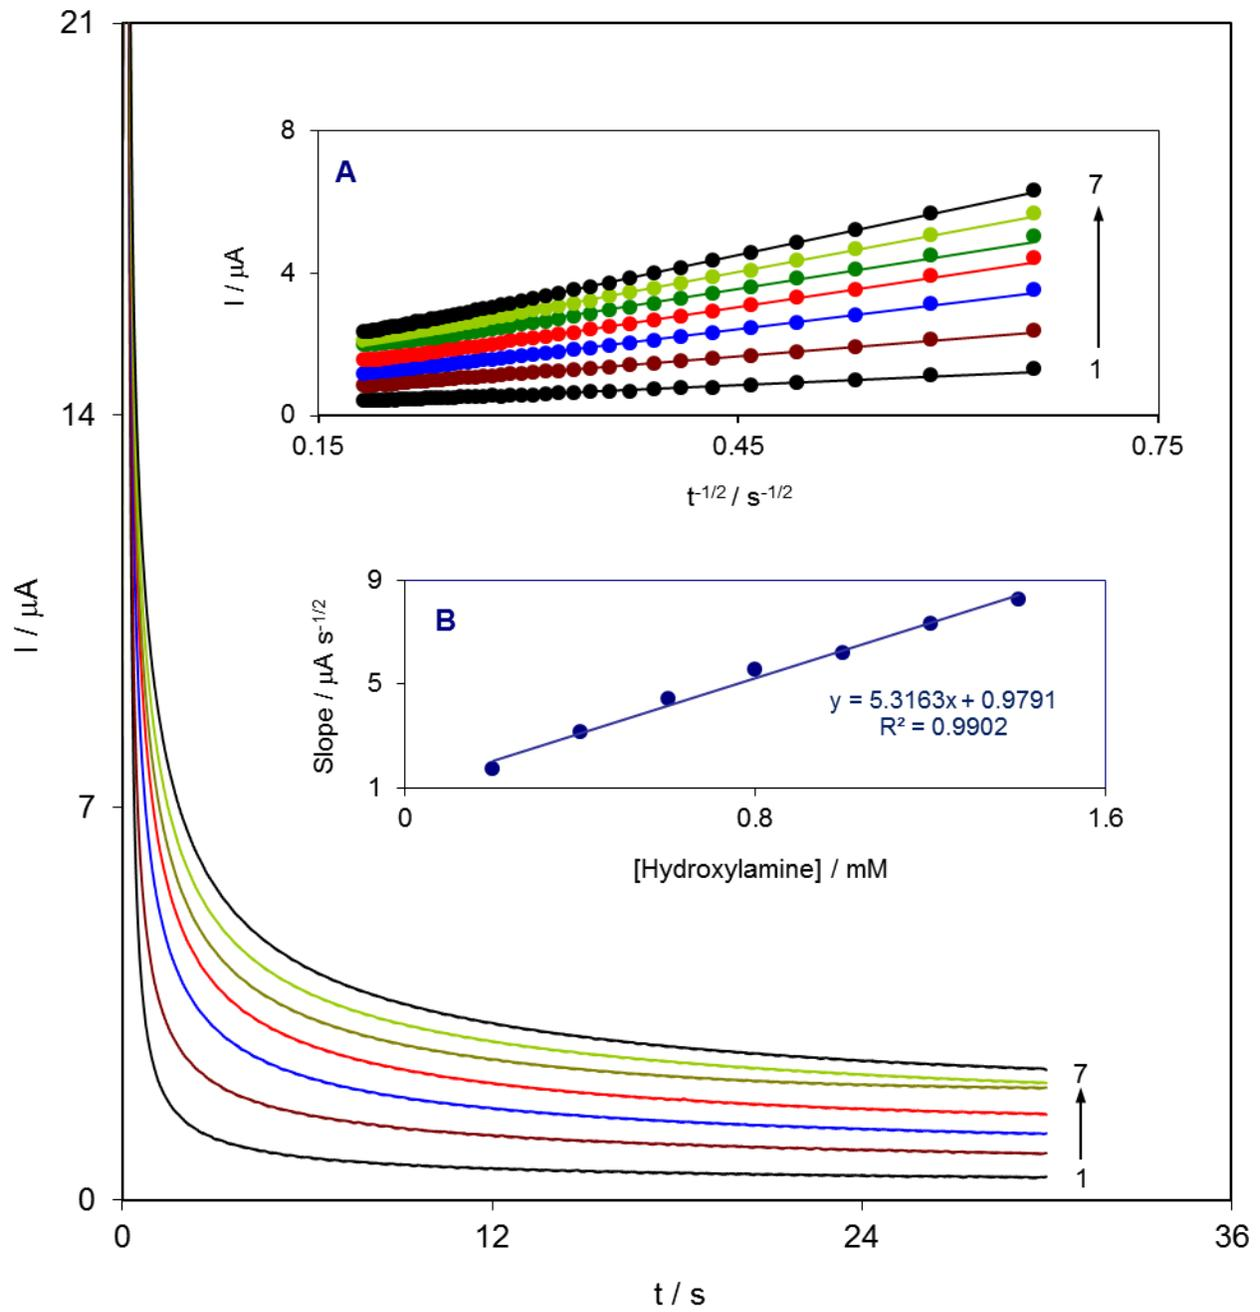 21
14
7
0
I / μA
0
12
24
36
t / s
A
8
4
0
I / μA
0.15
0.45
0.75
t-1/2 / s-1/2
7
1
B
9
5
1
Slope / μA s-1/2
y = 5.3163x + 0.9791
R² = 0.9902
0
0.8
1.6
[Hydroxylamine] / mM
7
1